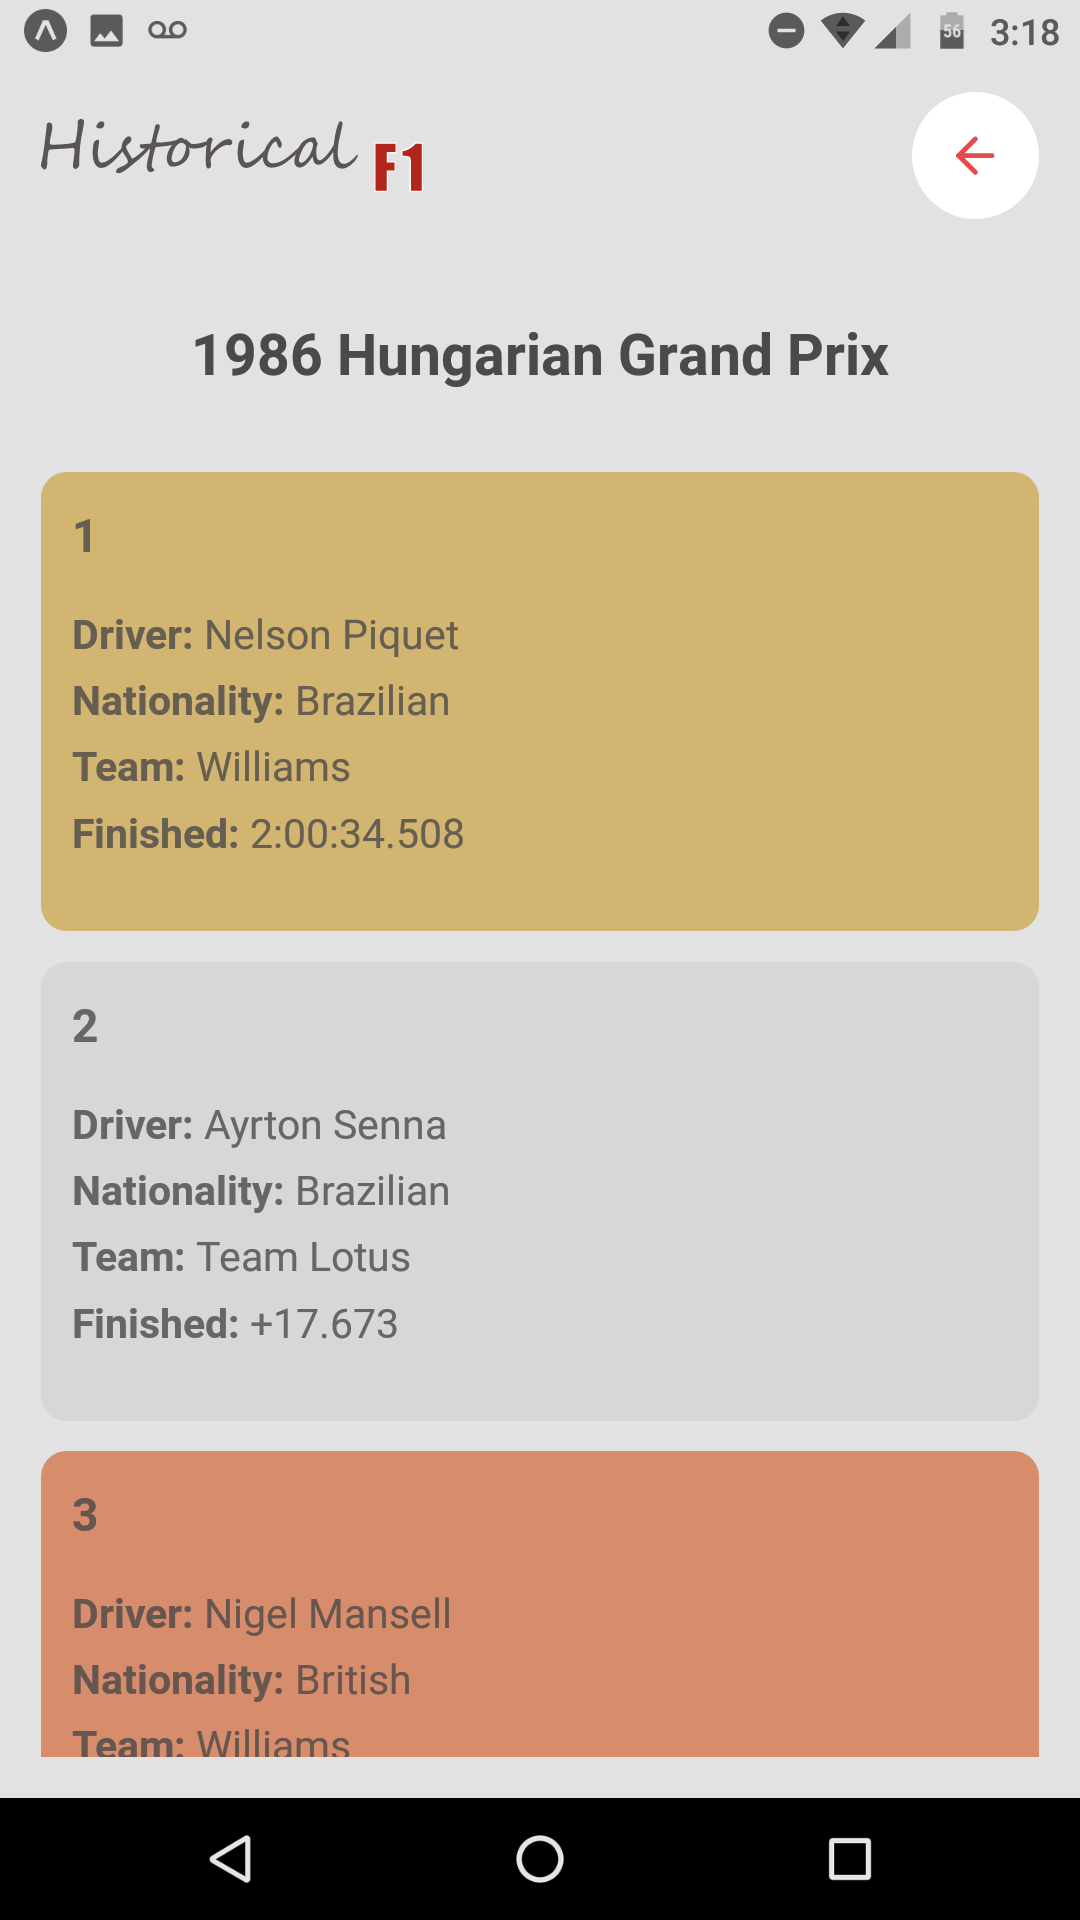 56 3:18
Historical F1
1986 Hungarian Grand Prix
1
Driver: Nelson Piquet
Nationality: Brazilian
Team: Williams
Finished: 2:00:34.508
2
Driver: Ayrton Senna
Nationality: Brazilian
Team: Team Lotus
Finished: +17.673
3
Driver: Nigel Mansell
Nationality: British
Team: Williams